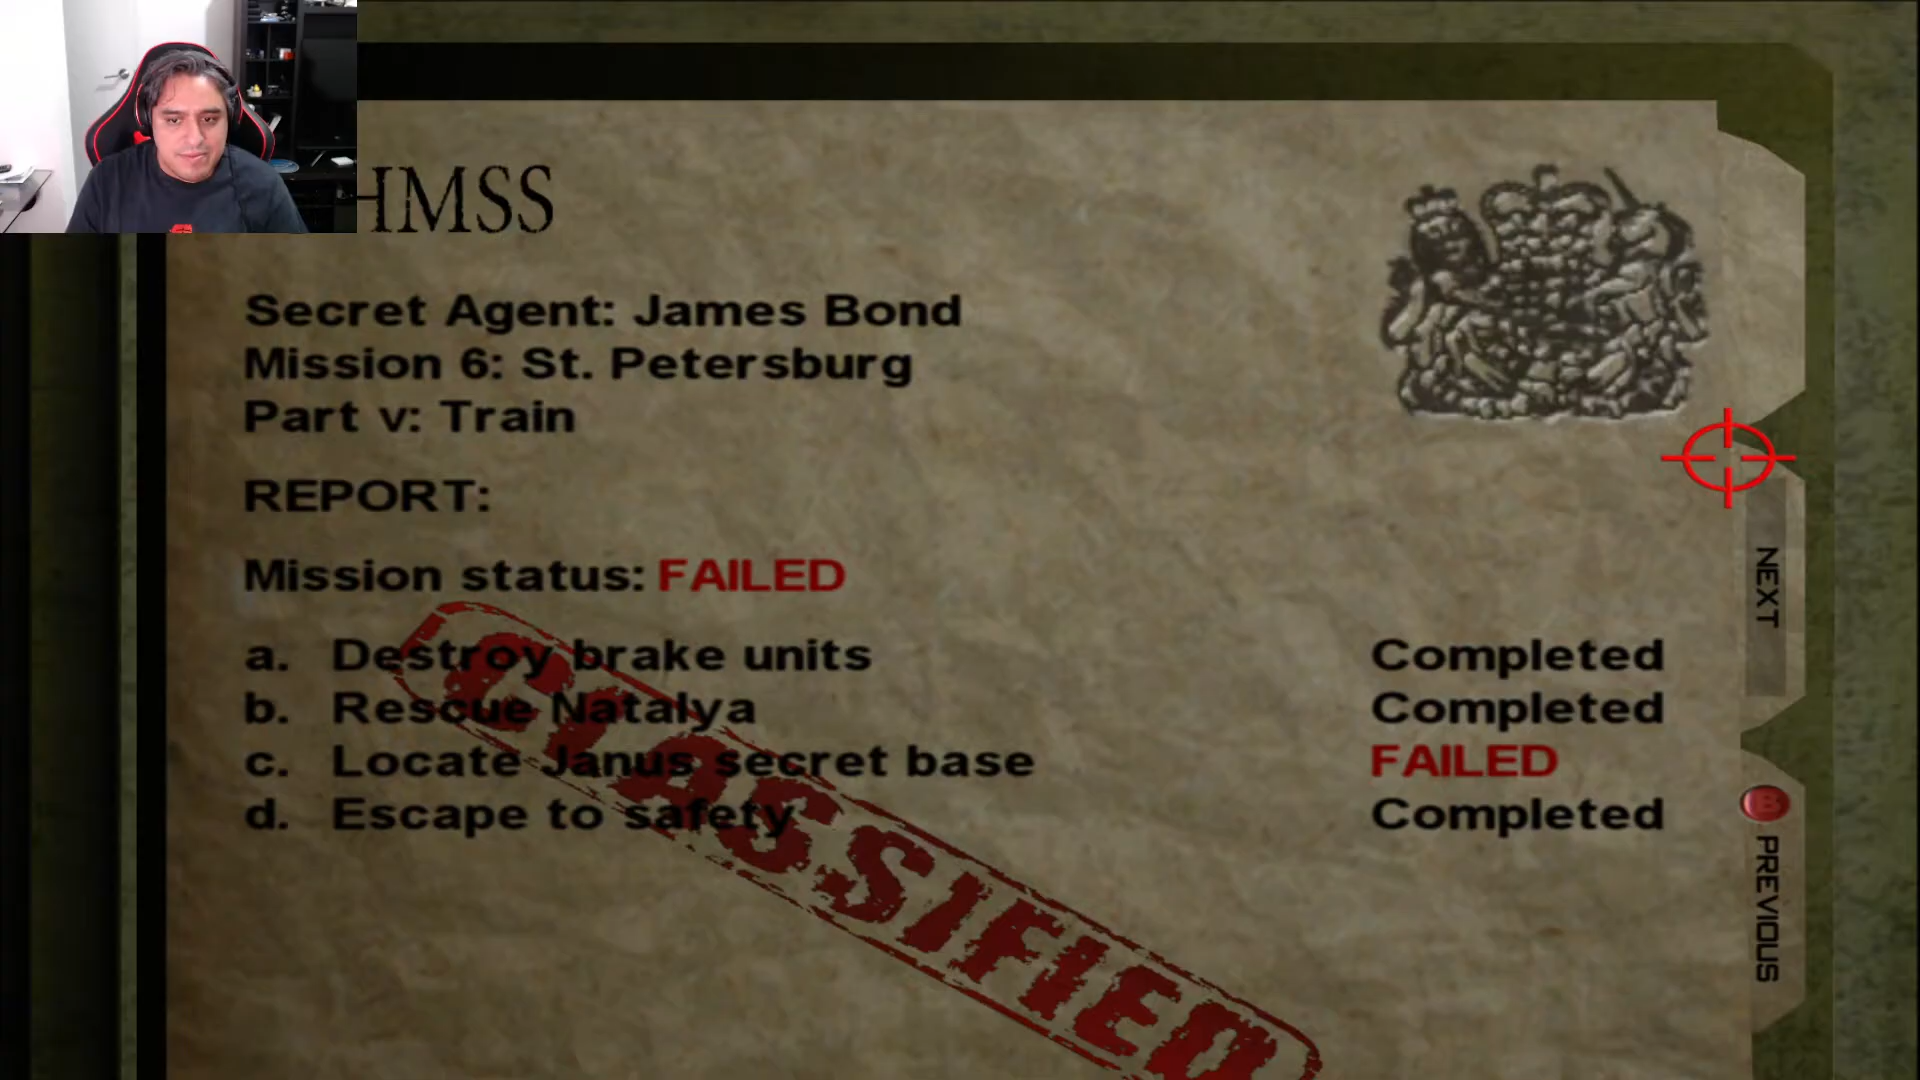 HMSS
Secret Agent: James Bond
Mission 6: St. Petersburg
Part v: Train
REPORT:
Mission status: FAILED
a. Destroy brake units Completed
b. Rescue Natalya Completed
c. Locate Janus secret base FAILED
d. Escape to safety Completed
CLASSIFIED
NEXT
B
PREVIOUS